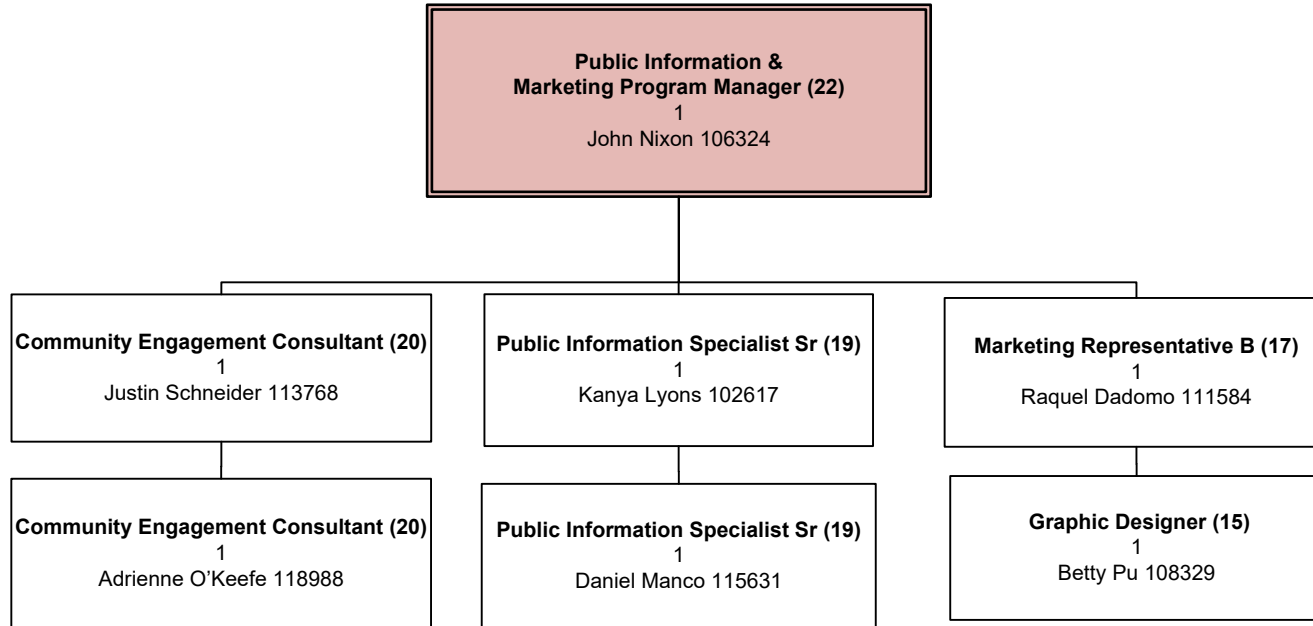 Public Information &
Marketing Program Manager (22)
1
John Nixon 106324
Community Engagement Consultant (20)
1
Justin Schneider 113768
Public Information Specialist Sr (19)
1
Kanya Lyons 102617
Marketing Representative B (17)
1
Raquel Dadomo 111584
Community Engagement Consultant (20)
1
Adrienne O’Keefe 118988
Public Information Specialist Sr (19)
1
Daniel Manco 115631
Graphic Designer (15)
1
Betty Pu 108329